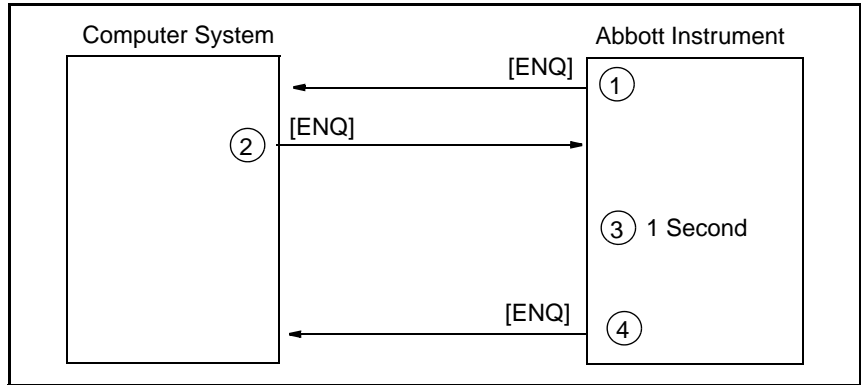 Computer System
Abbott Instrument
[ENQ]
1
2
[ENQ]
3 1 Second
[ENQ]
4